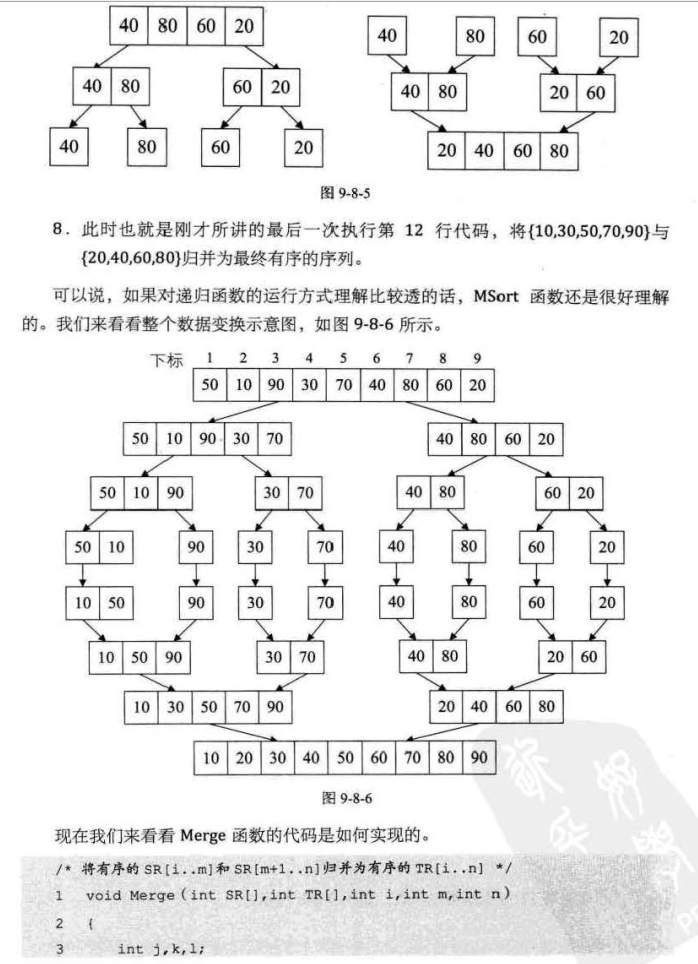 40 80 60 20
40 80 60 20
40 80 60 20
40 80 60 20
40 80 20 60
20 40 60 80
图 9-8-5
8．此时也就是刚才所讲的最后一次执行第 12 行代码，将{10,30,50,70,90}与
{20,40,60,80}归并为最终有序的序列。
可以说，如果对递归函数的运行方式理解比较透的话，MSort 函数还是很好理解
的。我们来看看整个数据变换示意图，如图 9-8-6 所示。
下标 1 2 3 4 5 6 7 8 9
50 10 90 30 70 40 80 60 20
50 10 90 30 70 40 80 60 20
50 10 90 30 70 40 80 60 20
50 10 90 30 70 40 80 60 20
10 50 90 30 70 40 80 60 20
10 50 90 30 70 40 80 20 60
10 30 50 70 90 20 40 60 80
10 20 30 40 50 60 70 80 90
图 9-8-6
现在我们来看看 Merge 函数的代码是如何实现的。
/* 将有序的 SR[i..m]和 SR[m+1..n]归并为有序的 TR[i..n] */
1 void Merge(int SR[],int TR[],int i,int m,int n)
2 {
3 int j,k,l;